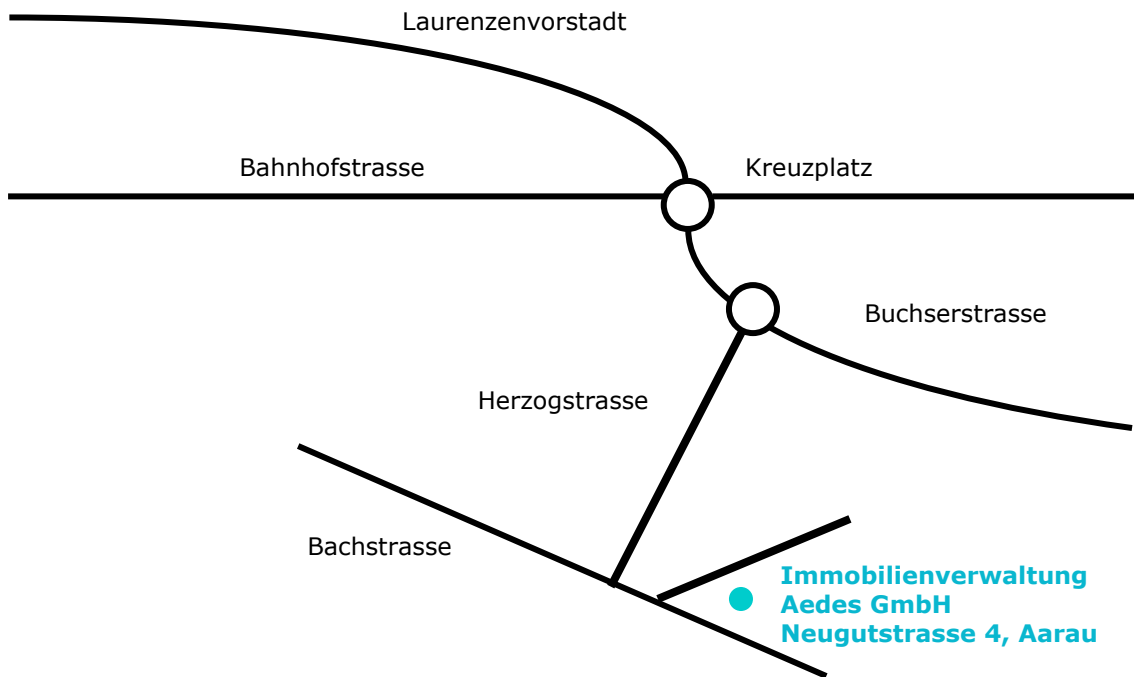 Laurenzenvorstadt
Bahnhofstrasse
Kreuzplatz
Buchserstrasse
Herzogstrasse
Bachstrasse
Immobilienverwaltung
Aedes GmbH
Neugutstrasse 4, Aarau